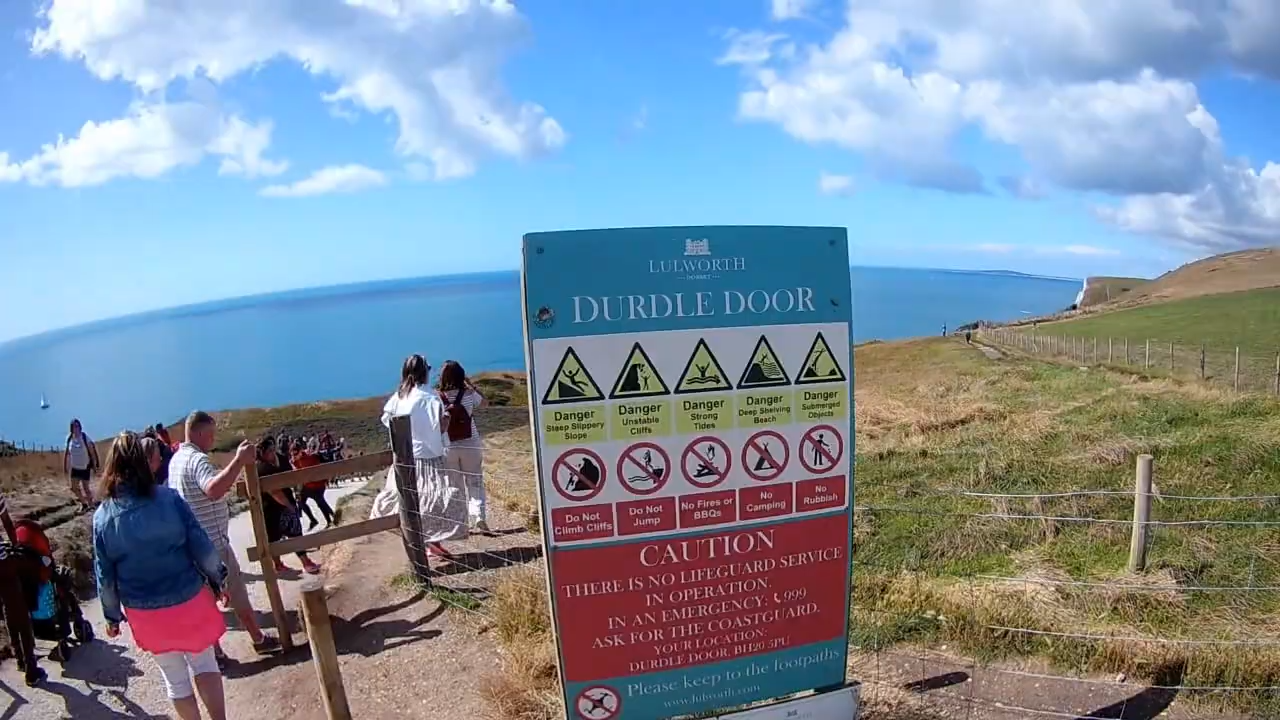 LULWORTH
DORSET
DURDLE DOOR
Danger Danger Danger Danger Danger
Steep Slippery Slope
Unstable Cliffs
Strong Tides
Deep Shelving Beach
Submerged Objects
Do Not Climb Cliffs
Do Not Jump
No Fires or BBQs
No Camping
No Rubbish
CAUTION
THERE IS NO LIFEGUARD SERVICE
IN OPERATION.
IN AN EMERGENCY: 999
ASK FOR THE COASTGUARD.
YOUR LOCATION:
DURDLE DOOR, BH20 5PU
Please keep to the footpaths
www.lulworth.com